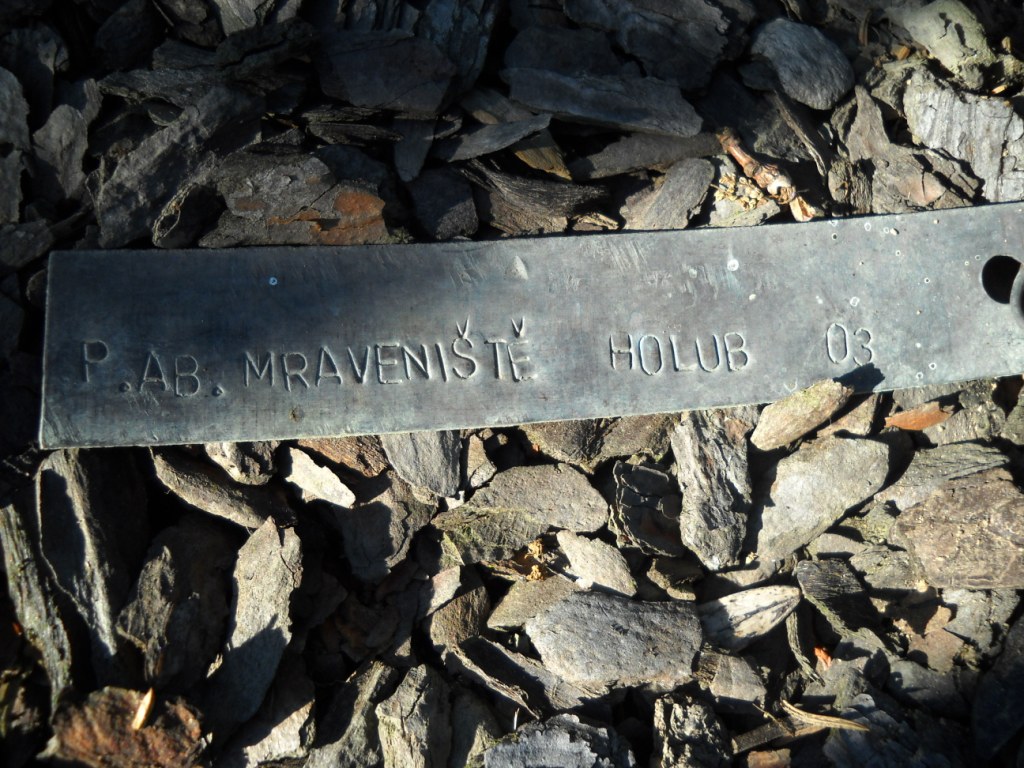 P.AB. MRAVENIŠTĚ HOLUB 03